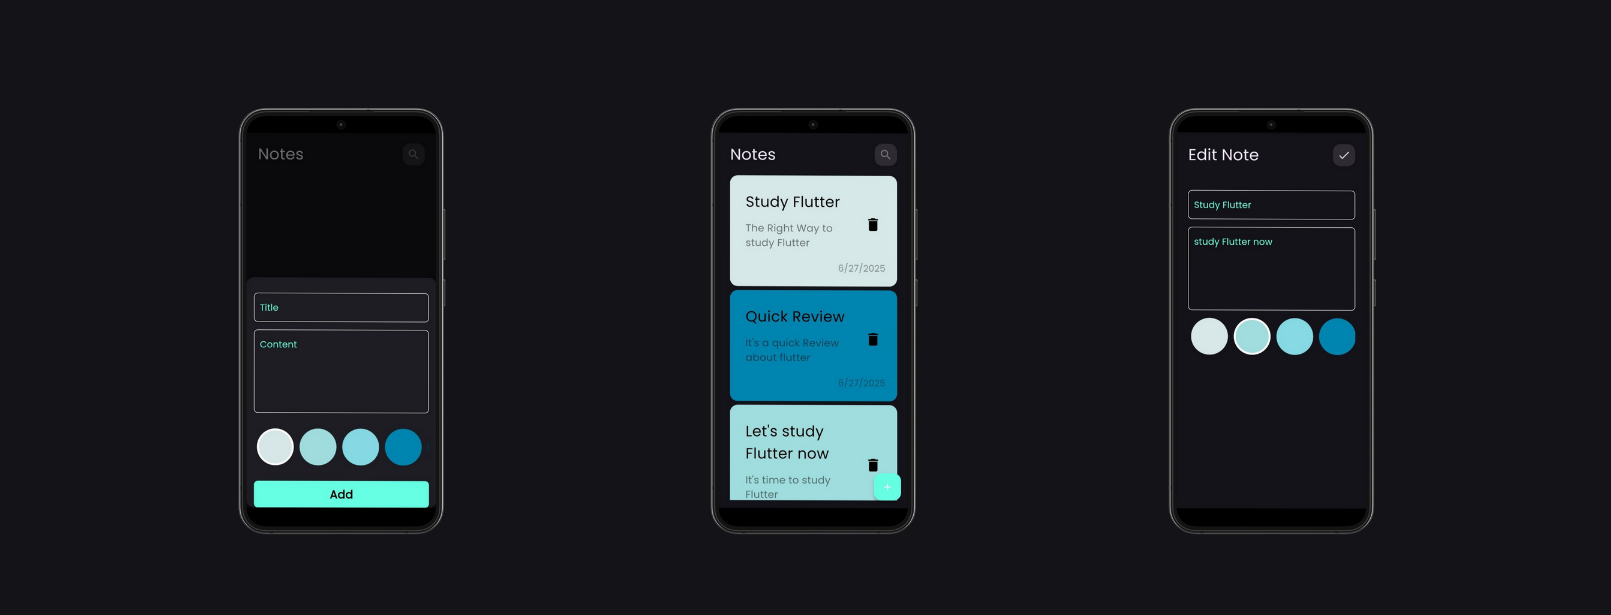 Notes
Title
Content
Add
Notes
Study Flutter
The Right Way to
study Flutter
6/27/2025
Quick Review
It's a quick Review
about flutter
6/27/2025
Let's study
Flutter now
It's time to study
Flutter
+
Edit Note
Study Flutter
study Flutter now